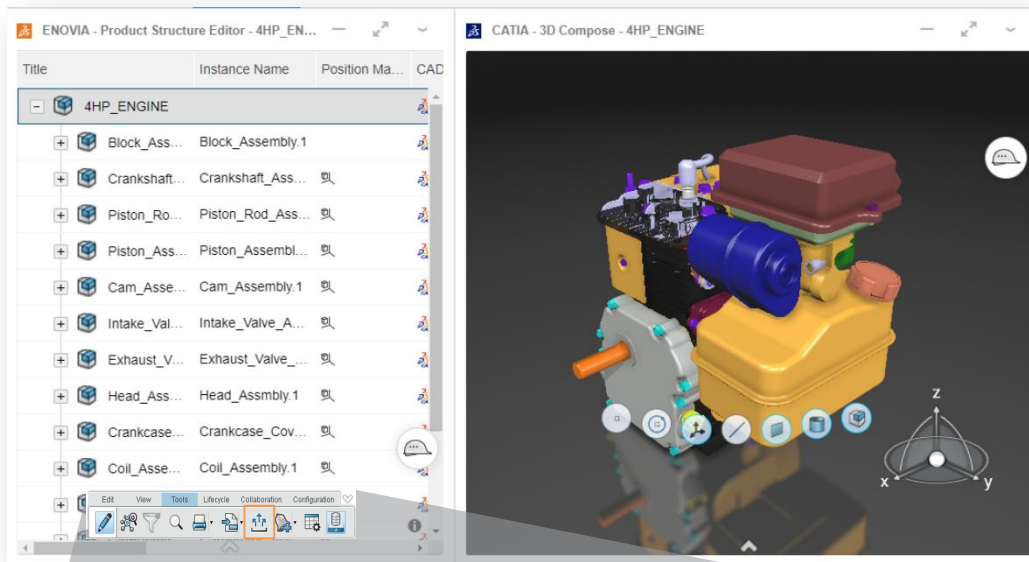 ENOVIA - Product Structure Editor - 4HP_EN...
CATIA - 3D Compose - 4HP_ENGINE
Title Instance Name Position Ma... CAD
4HP_ENGINE
Block_Ass... Block_Assembly.1
Crankshaft... Crankshaft_Ass...
Piston_Ro... Piston_Rod_Ass...
Piston_Ass... Piston_Assembl...
Cam_Asse... Cam_Assembly.1
Intake_Val... Intake_Valve_A...
Exhaust_V... Exhaust_Valve_...
Head_Ass... Head_Assmbly.1
Crankcase... Crankcase_Cov...
Coil_Asse... Coil_Assembly.1
Edit View Tools Lifecycle Collaboration Configuration
z
x
y